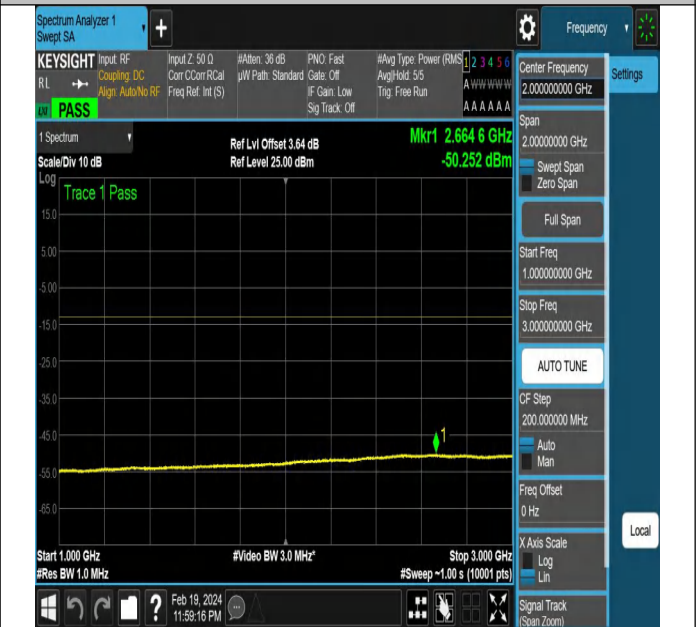 Spectrum Analyzer 1
Swept SA
+
Frequency
KEYSIGHT
RL
PASS
Input: RF
Coupling: DC
Align: Auto/No RF
Input Z: 50 Ω
Corr CCorr RCal
Freq Ref: Int (S)
#Atten: 36 dB
µW Path: Standard
PNO: Fast
Gate: Off
IF Gain: Low
Sig Track: Off
#Avg Type: Power (RMS
Avg|Hold: 5/5
Trig: Free Run
1 2 3 4 5 6
A W W W W W
A A A A A A
1 Spectrum
Scale/Div 10 dB
Ref Lvl Offset 3.64 dB
Ref Level 25.00 dBm
Mkr1 2.664 6 GHz
-50.252 dBm
Log
Trace 1 Pass
15.0
5.00
-5.00
-15.0
-25.0
-35.0
-45.0
-55.0
-65.0
1
Start 1.000 GHz
#Res BW 1.0 MHz
#Video BW 3.0 MHz*
Stop 3.000 GHz
#Sweep ~1.00 s (10001 pts)
?
Feb 19, 2024
11:59:16 PM
Center Frequency
2.000000000 GHz
Settings
Span
2.00000000 GHz
Swept Span
Zero Span
Full Span
Start Freq
1.000000000 GHz
Stop Freq
3.000000000 GHz
AUTO TUNE
CF Step
200.000000 MHz
Auto
Man
Freq Offset
0 Hz
X Axis Scale
Log
Lin
Local
Signal Track
(Span Zoom)